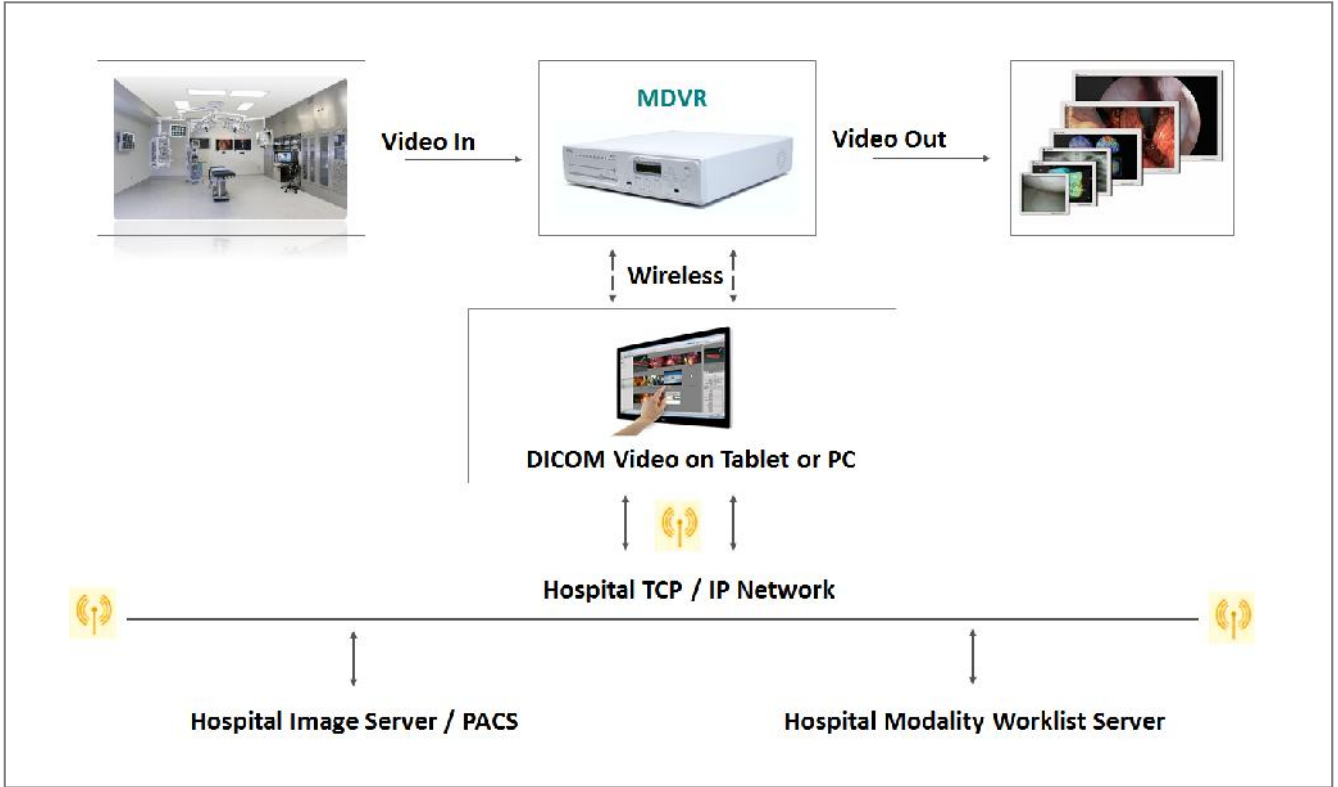 MDVR
Video In
Video Out
Wireless
DICOM Video on Tablet or PC
Hospital TCP / IP Network
Hospital Image Server / PACS
Hospital Modality Worklist Server